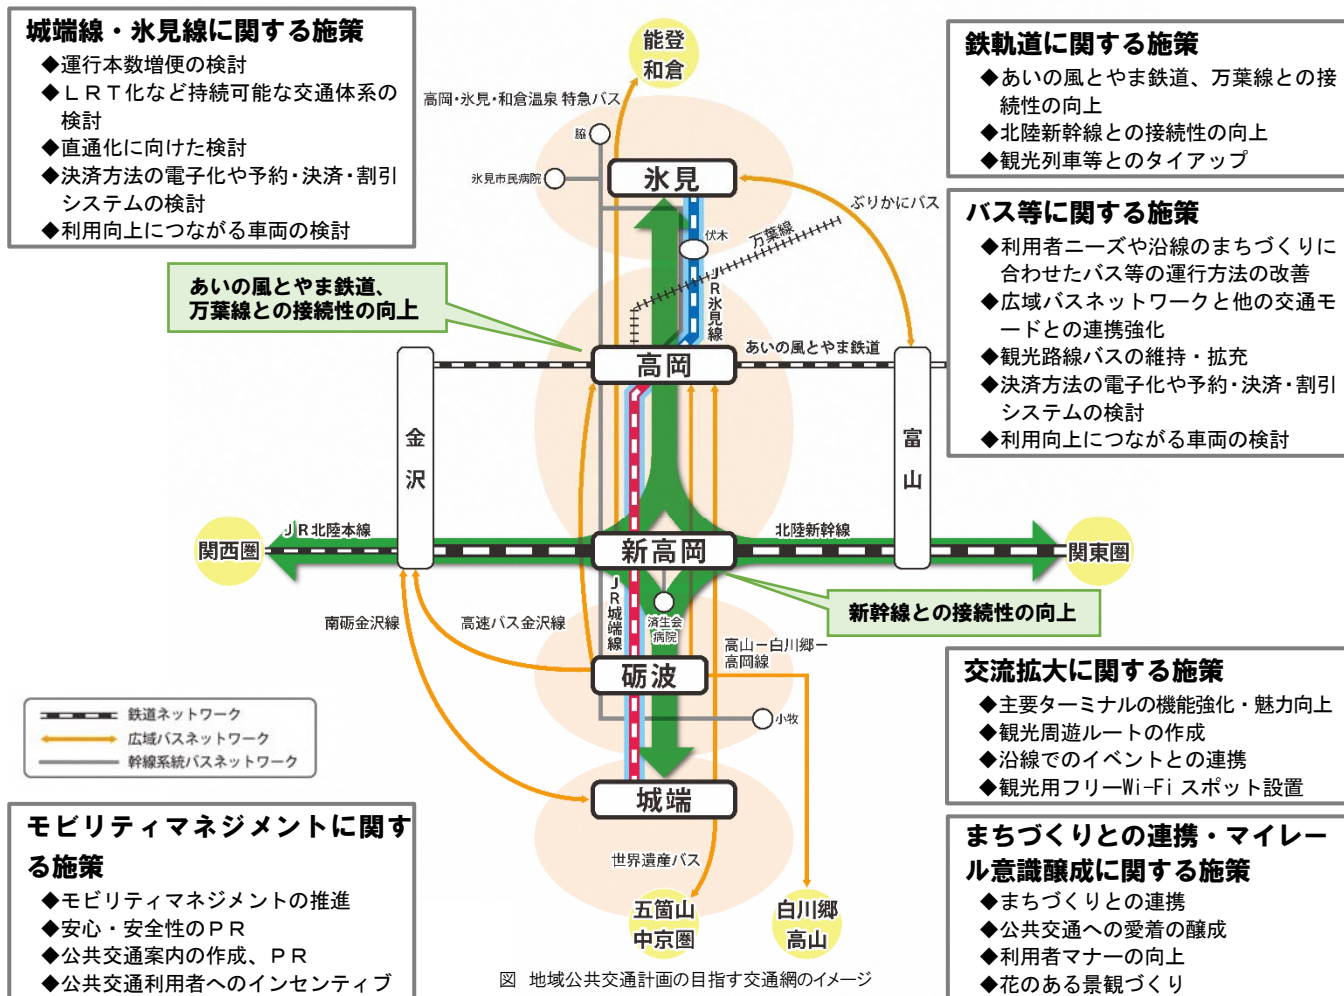 城端線・氷見線に関する施策
◆運行本数増便の検討
◆ＬＲＴ化など持続可能な交通体系の
検討
◆直通化に向けた検討
◆決済方法の電子化や予約・決済・割引
システムの検討
◆利用向上につながる車両の検討
鉄軌道に関する施策
◆あいの風とやま鉄道、万葉線との接
続性の向上
◆北陸新幹線との接続性の向上
◆観光列車等とのタイアップ
バス等に関する施策
◆利用者ニーズや沿線のまちづくりに
合わせたバス等の運行方法の改善
◆広域バスネットワークと他の交通モ
ードとの連携強化
◆観光路線バスの維持・拡充
◆決済方法の電子化や予約・決済・割引
システムの検討
◆利用向上につながる車両の検討
能登
和倉
高岡・氷見・和倉温泉 特急バス
脇
氷見市民病院
氷見
ぶりかにバス
伏木
万葉線
ＪＲ氷見線
あいの風とやま鉄道、
万葉線との接続性の向上
高岡
あいの風とやま鉄道
金沢
富山
関西圏
ＪＲ北陸本線
新高岡
北陸新幹線
関東圏
新幹線との接続性の向上
ＪＲ城端線
済生会
病院
南砺金沢線
高速バス金沢線
高山－白川郷－
高岡線
砺波
小牧
鉄道ネットワーク
広域バスネットワーク
幹線系統バスネットワーク
城端
世界遺産バス
五箇山
中京圏
白川郷
高山
交流拡大に関する施策
◆主要ターミナルの機能強化・魅力向上
◆観光周遊ルートの作成
◆沿線でのイベントとの連携
◆観光用フリーWi-Fi スポット設置
モビリティマネジメントに関す
る施策
◆モビリティマネジメントの推進
◆安心・安全性のＰＲ
◆公共交通案内の作成、ＰＲ
◆公共交通利用者へのインセンティブ
まちづくりとの連携・マイレー
ル意識醸成に関する施策
◆まちづくりとの連携
◆公共交通への愛着の醸成
◆利用者マナーの向上
◆花のある景観づくり
図 地域公共交通計画の目指す交通網のイメージ